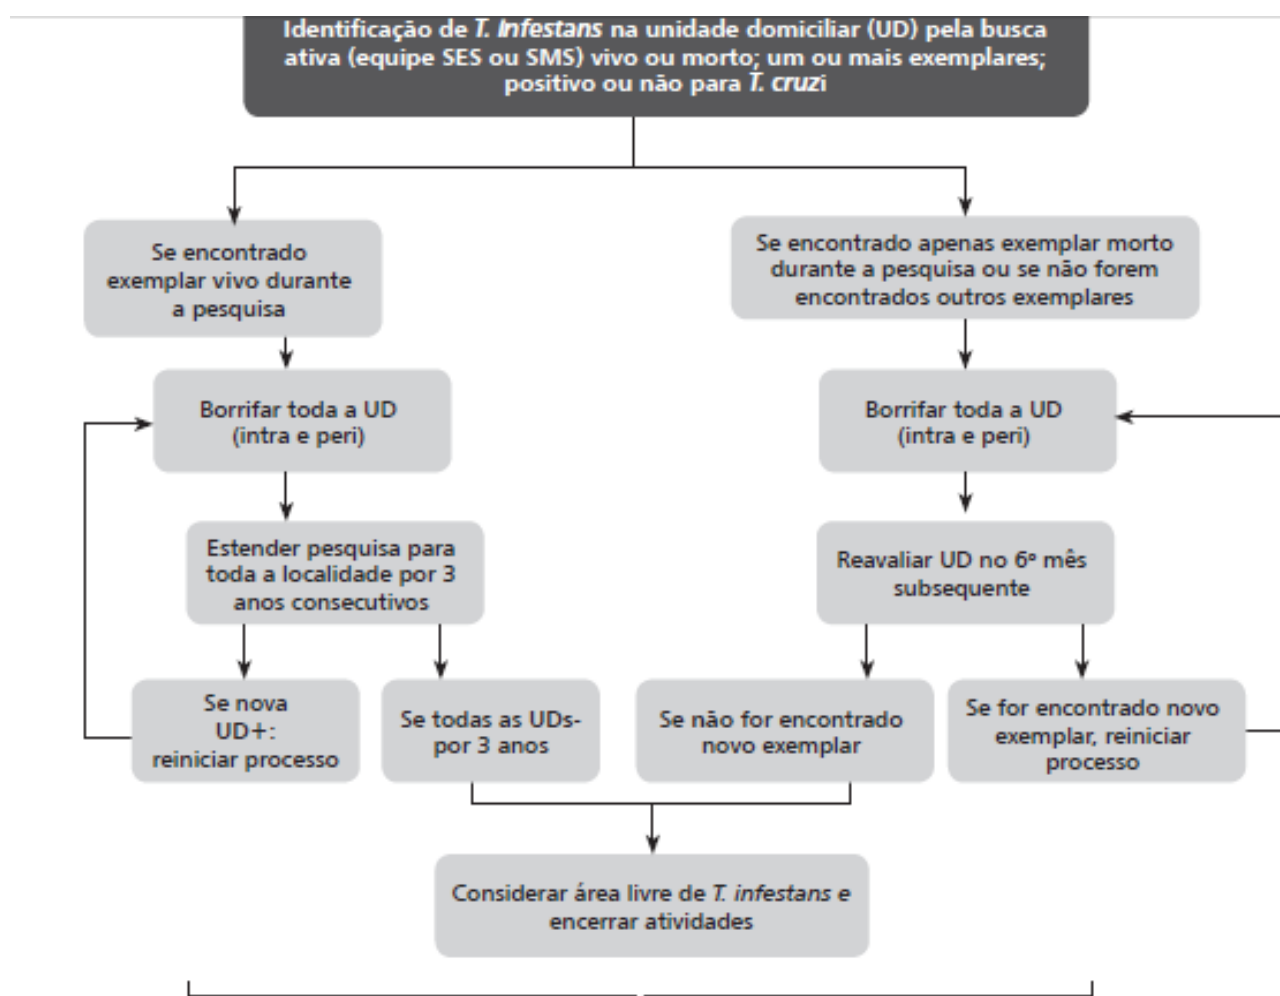 Identificação de T. Infestans na unidade domiciliar (UD) pela busca
ativa (equipe SES ou SMS) vivo ou morto; um ou mais exemplares;
positivo ou não para T. cruzi
Se encontrado
exemplar vivo durante
a pesquisa
Se encontrado apenas exemplar morto
durante a pesquisa ou se não forem
encontrados outros exemplares
Borrifar toda a UD
(intra e peri)
Borrifar toda a UD
(intra e peri)
Estender pesquisa para
toda a localidade por 3
anos consecutivos
Reavaliar UD no 6º mês
subsequente
Se nova
UD+:
reiniciar processo
Se todas as UDs-
por 3 anos
Se não for encontrado
novo exemplar
Se for encontrado novo
exemplar, reiniciar
processo
Considerar área livre de T. infestans e
encerrar atividades